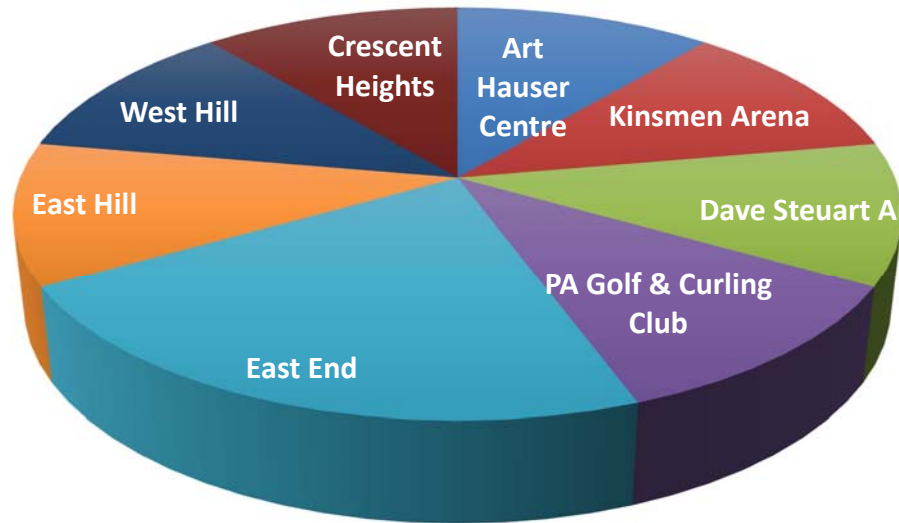 Crescent
Heights
Art
Hauser
Centre
Kinsmen Arena
Dave Steuart
PA Golf & Curling
Club
East End
East Hill
West Hill